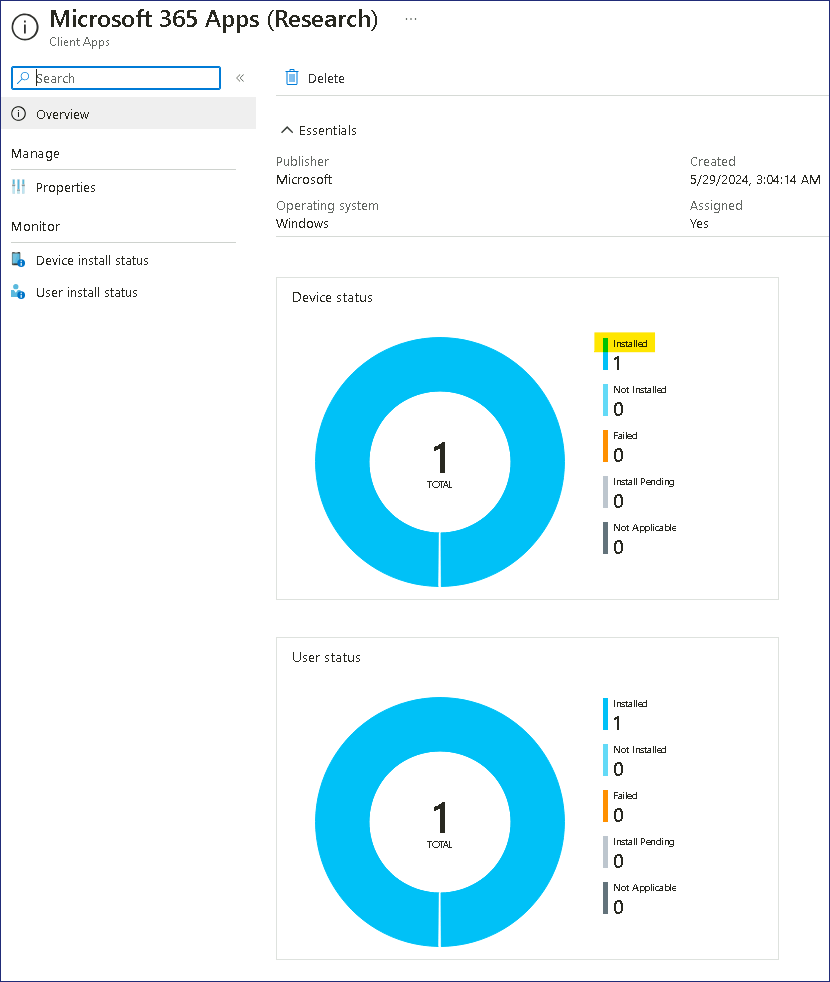 Microsoft 365 Apps (Research) ...
Client Apps
Search «
Delete
Overview
Manage
Properties
Monitor
Device install status
User install status
Essentials
Publisher
Microsoft
Operating system
Windows
Created
5/29/2024, 3:04:14 AM
Assigned
Yes
Device status
1
TOTAL
Installed
1
Not Installed
0
Failed
0
Install Pending
0
Not Applicable
0
User status
1
TOTAL
Installed
1
Not Installed
0
Failed
0
Install Pending
0
Not Applicable
0